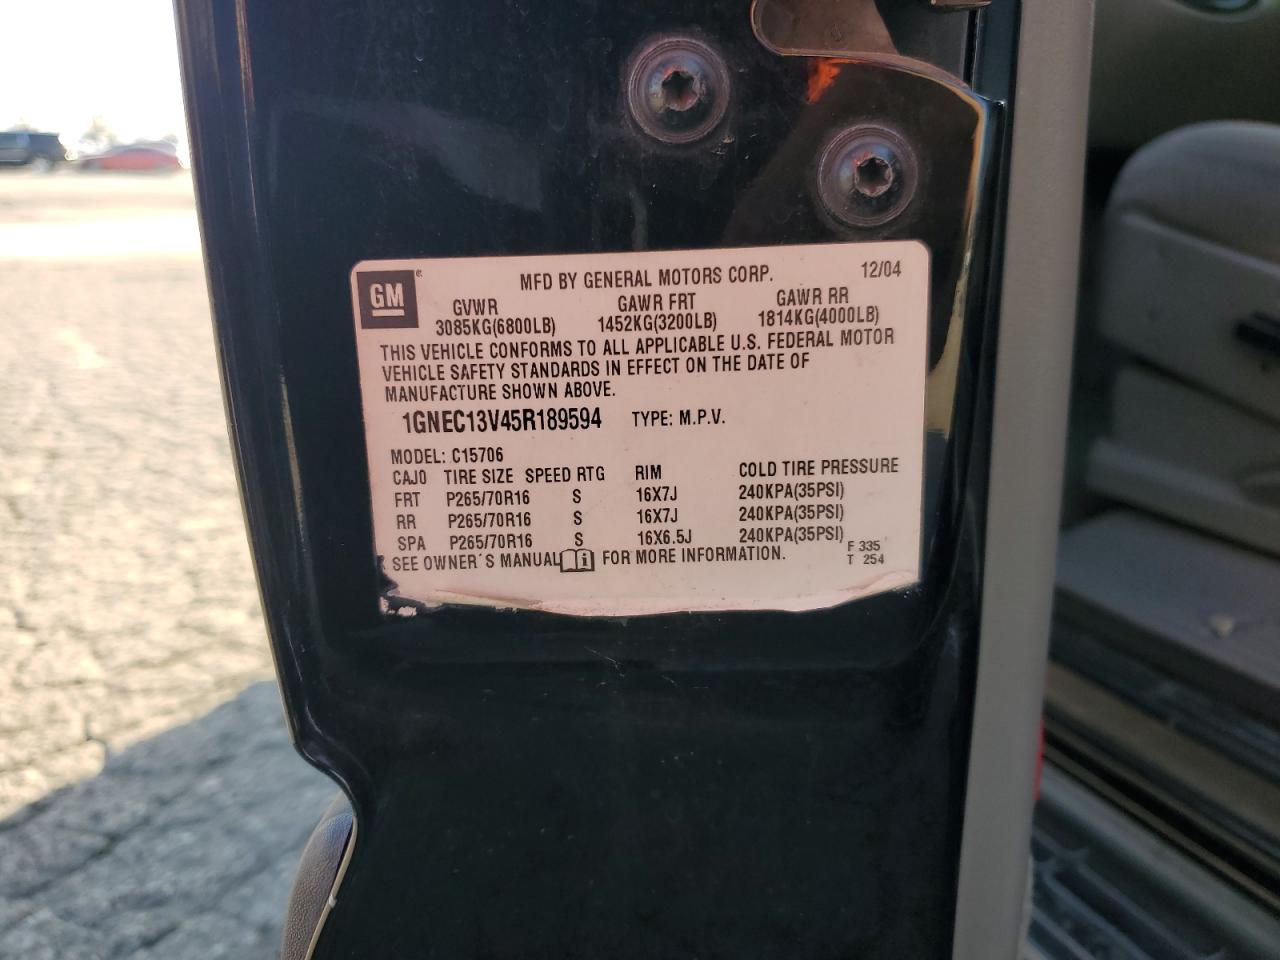 GM ® MFD BY GENERAL MOTORS CORP. 12/04
GVWR GAWR FRT GAWR RR
3085KG(6800LB) 1452KG(3200LB) 1814KG(4000LB)
THIS VEHICLE CONFORMS TO ALL APPLICABLE U.S. FEDERAL MOTOR
VEHICLE SAFETY STANDARDS IN EFFECT ON THE DATE OF
MANUFACTURE SHOWN ABOVE.
1GNEC13V45R189594 TYPE: M.P.V.
MODEL: C15706
CAJO TIRE SIZE SPEED RTG RIM COLD TIRE PRESSURE
FRT P265/70R16 S 16X7J 240KPA(35PSI)
RR P265/70R16 S 16X7J 240KPA(35PSI)
SPA P265/70R16 S 16X6.5J 240KPA(35PSI)
SEE OWNER'S MANUAL i FOR MORE INFORMATION. F 335
T 254